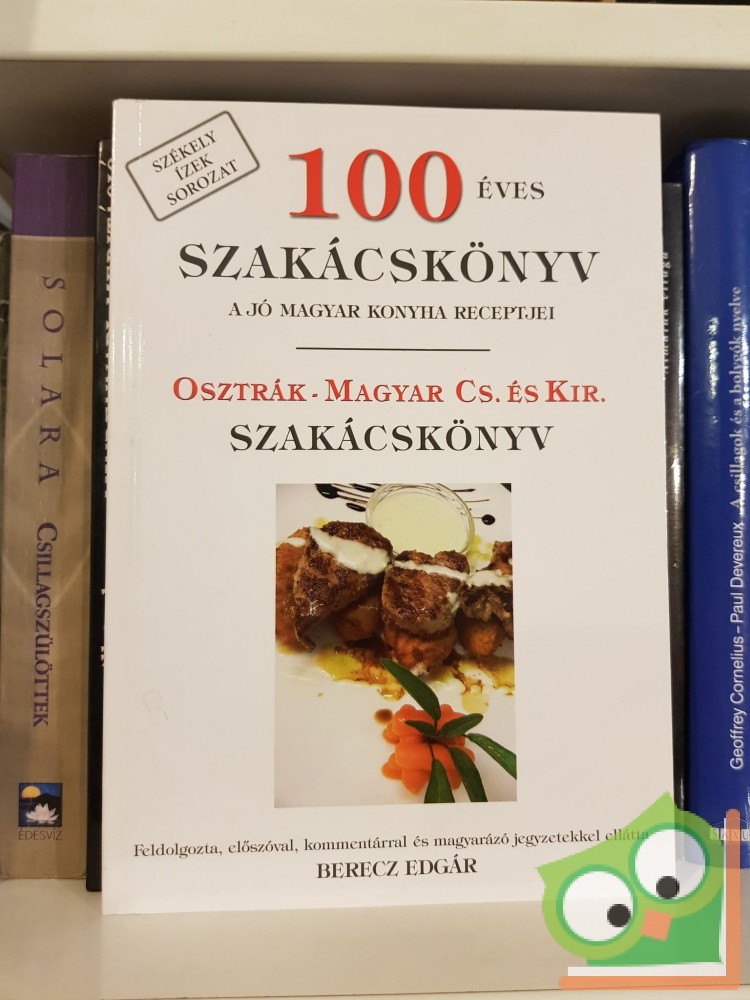 SZÉKELY
ÍZEK
SOROZAT
100 ÉVES
SZAKÁCSKÖNYV
A JÓ MAGYAR KONYHA RECEPTJEI
OSZTRÁK - MAGYAR CS. ÉS KIR.
SZAKÁCSKÖNYV
Feldolgozta, előszóval, kommentárral és magyarázó jegyzetekkel ellátta
BERECZ EDGÁR
SOLARA CSILLAGSZÜLÖTTEK
ÉDESVÍZ
Geoffrey Cornelius – Paul Devereux A csillagok és a bolygók nyelve